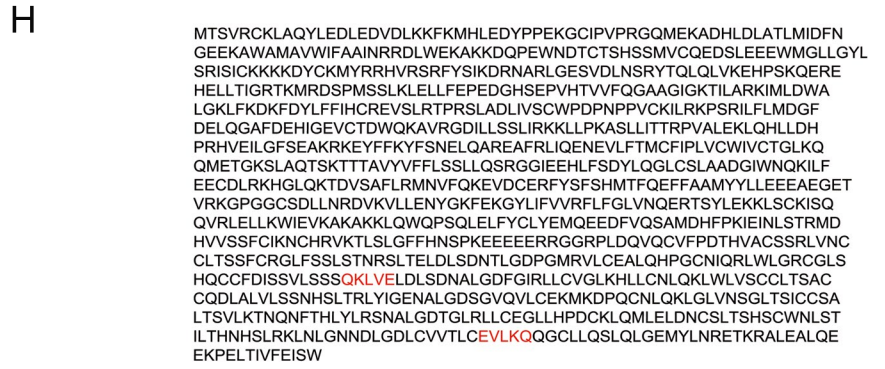 H
MTSVRCKLAQYLEDLEDVDLKKFKMHLEDYPPEKGCIPVPRGQMEKADHLDLATLMIDFN
GEEKAWAMAVWIFAAINRRDLWEKAKKDQPEWNDTCTSHSSMVCQEDSLEEEWMGLLGYL
SRISICKKKKDYCKMYRRHVRSRFYSIKDRNARLGESVDLNSRYTQLQLVKEHPSKQERE
HELLTIGRTKMRDSPMSSLKLELLFEPEDGHSEPVHTVVFQGAAGIGKTILARKIMLDWA
LGKLFKDKFDYLFFIHCREVSLRTPRSLADLIVSCWPDPNPPVCKILRKPSRILFLMDGF
DELQGAFDEHIGEVCTDWQKAVRGDILLSSLIRKKLLPKASLLITTRPVALEKLQHLLDH
PRHVEILGFSEAKRKEYFFKYFSNELQAREAFRLIQENEVLFTMCFIPLVCWIVCTGLKQ
QMETGKSLAQTSKTTTAVYVFFLSSLLQSRGGIEEHLFSDYLQGLCSLAADGIWNQKILF
EECDLRKHGLQKTDVSAFLRMNVFQKEVDCERFYSFSHMTFQEFFAAMYYLLEEEAEGET
VRKGPGGCSDLLNRDVKVLLENYGKFEKGYLIFVVRFLFGLVNQERTSYLEKKLSCKISQ
QVRLELLKWIEVKAKAKKLQWQPSQLELFYCLYEMQEEDFVQSAMDHFPKIEINLSTRMD
HVVSSFCIKNCHRVKTLSLGFFHNSPKEEEEERRGGRPLDQVQCVFPDTHVACSSRLVNC
CLTSSFCRGLFSSLSTNRSLTELDLSDNTLGDPGMRVLCEALQHPGCNIQRLWLGRCGLS
HQCCFDISSVLSSSQKLVELDLSDNALGDFGIRLLCVGLKHLLCNLQKLWLVSCCLTSAC
CQDLALVLSSNHSLTRLYIGENALGDSGVQVLCEKMKDPQCNLQKLGLVNSGLTSICCSA
LTSVLKTNQNFTHLYLRSNALGDTGLRLLCEGLLHPDCKLQMLELDNCSLTSHSCWNLST
ILTHNHSLRKLNLGNNDLGDLCVVTLCEVLKQQGCLLQSLQLGEMYLNRETKRALEALQE
EKPELTIVFEISW